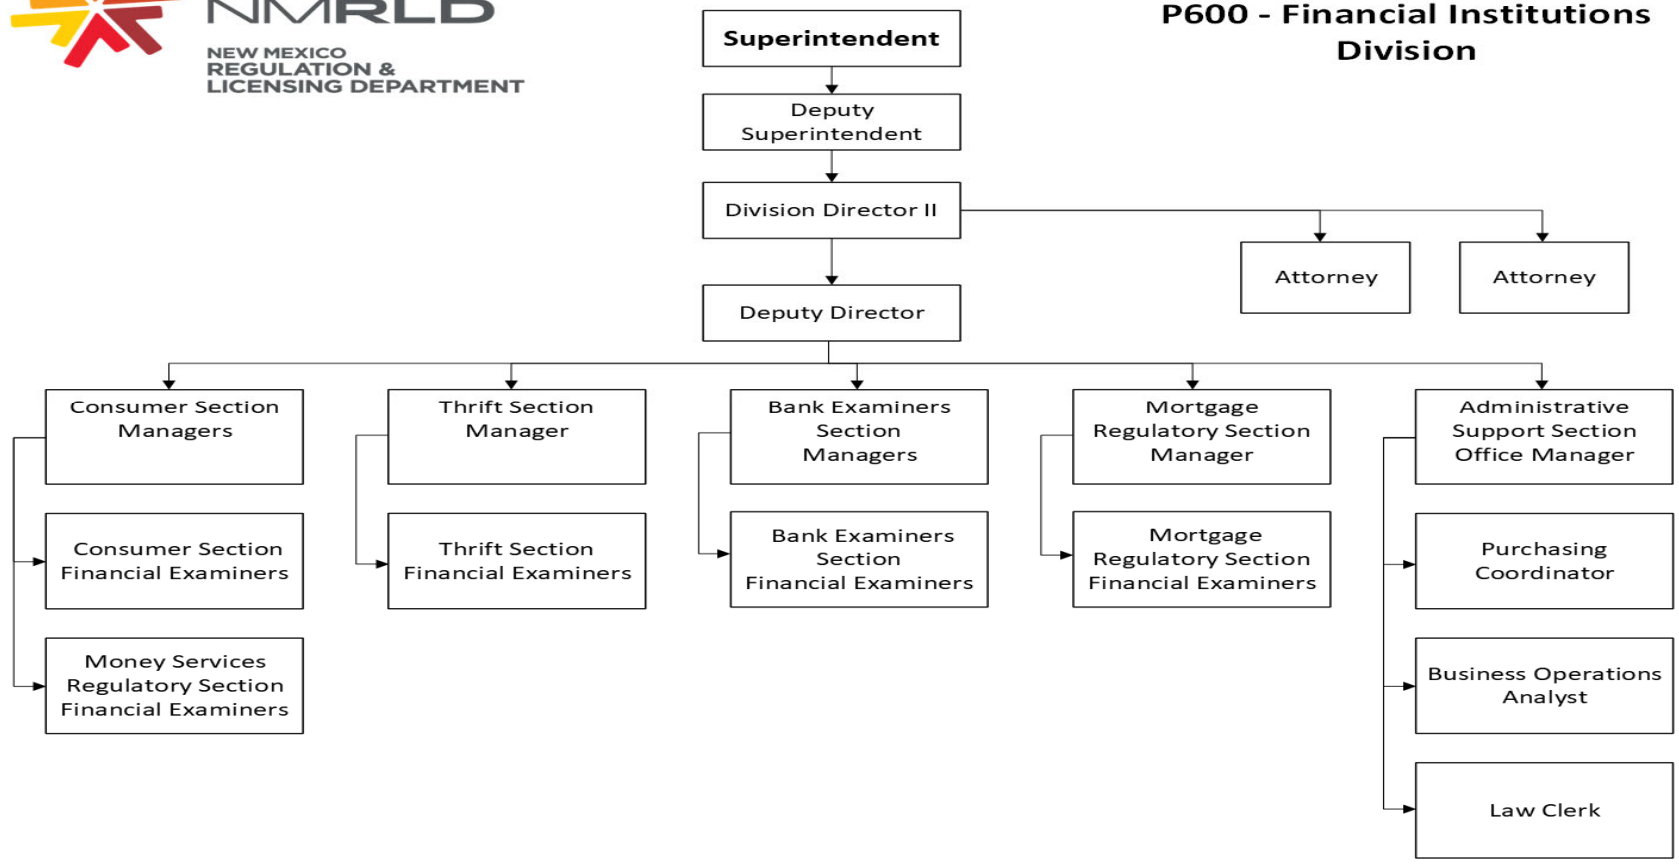 NMRLD
NEW MEXICO
REGULATION &
LICENSING DEPARTMENT
P600 - Financial Institutions
Division
Superintendent
Deputy
Superintendent
Division Director II
Attorney
Attorney
Deputy Director
Consumer Section
Managers
Thrift Section
Manager
Bank Examiners
Section
Managers
Mortgage
Regulatory Section
Manager
Administrative
Support Section
Office Manager
Consumer Section
Financial Examiners
Thrift Section
Financial Examiners
Bank Examiners
Section
Financial Examiners
Mortgage
Regulatory Section
Financial Examiners
Purchasing
Coordinator
Money Services
Regulatory Section
Financial Examiners
Business Operations
Analyst
Law Clerk